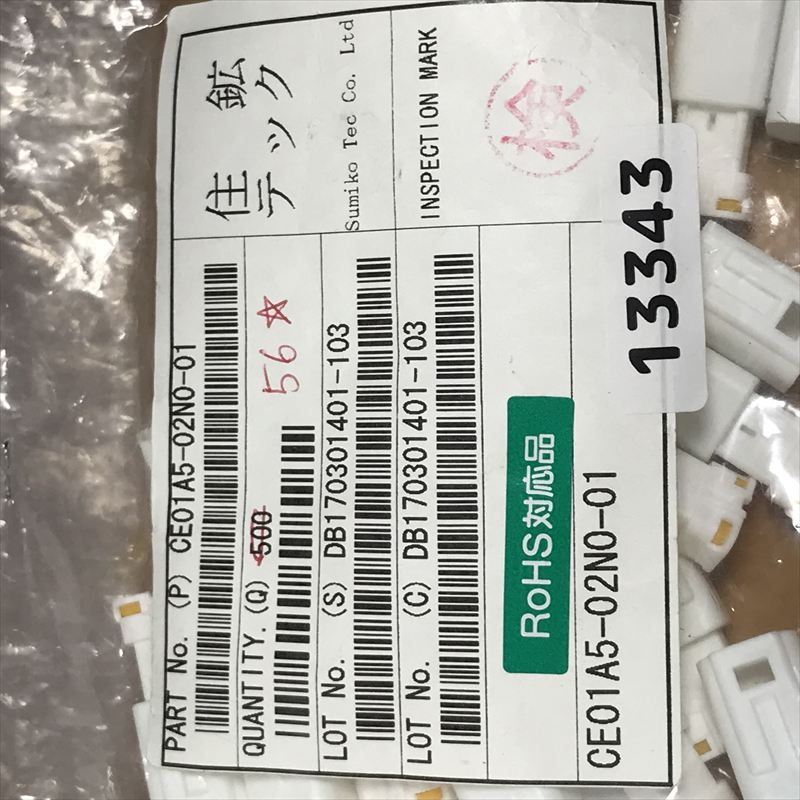 住 鉱
テック
Sumiko Tec Co. Ltd
INSPECTION MARK
検
PART No. (P) CE01A5-02N0-01
QUANTITY. (Q) 500
56☆
LOT No. (S) DB170301401-103
LOT No. (C) DB170301401-103
RoHS対応品
CE01A5-02N0-01
13343